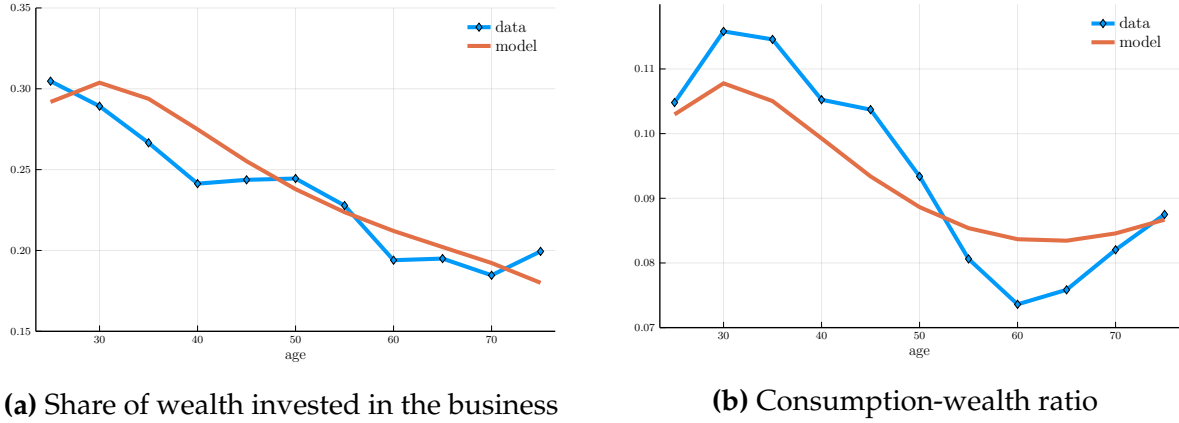 0.35
0.30
0.25
0.20
0.15
30 40 50 60 70
age
data
model
(a) Share of wealth invested in the business
0.11
0.10
0.09
0.08
0.07
30 40 50 60 70
age
data
model
(b) Consumption-wealth ratio